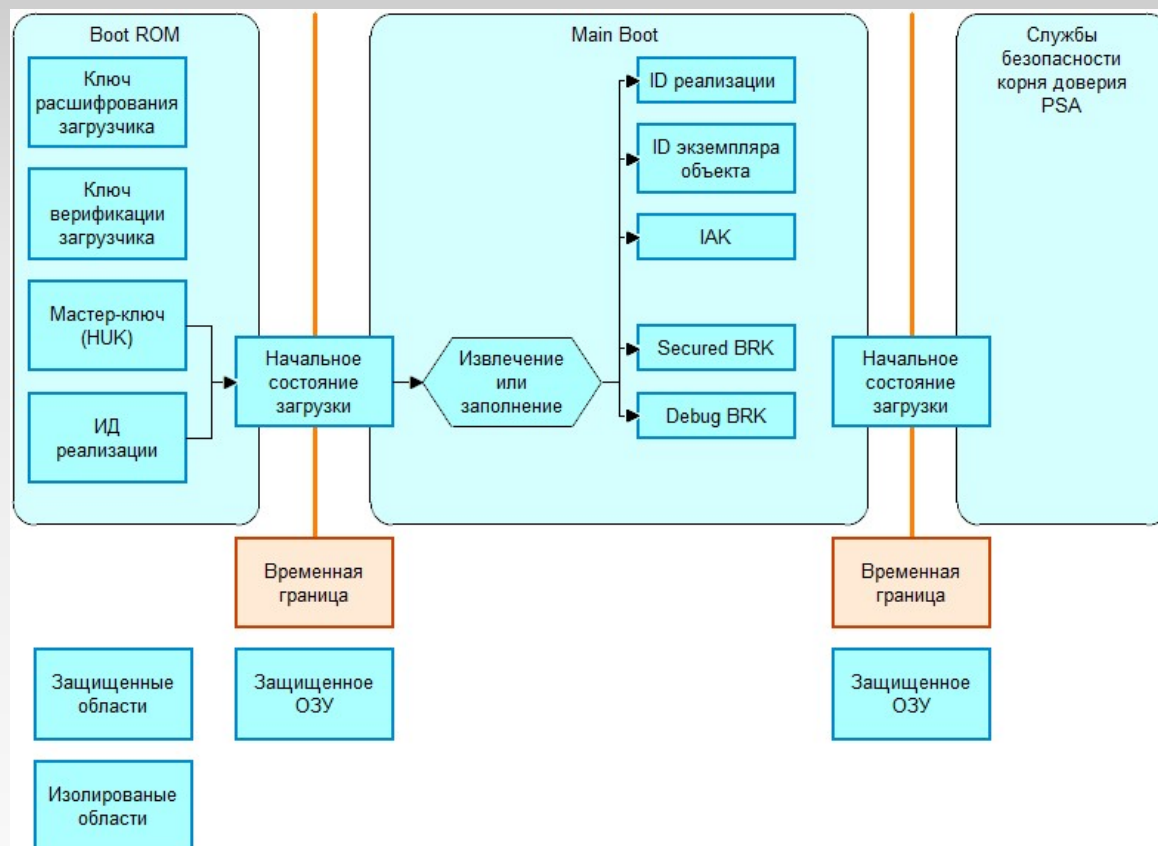 Boot ROM
Ключ
расшифрования
загрузчика
Ключ
верификации
загрузчика
Мастер-ключ
(HUK)
ИД
реализации
Начальное
состояние
загрузки
Main Boot
Извлечение
или
заполнение
ID реализации
ID экземпляра
объекта
IAK
Secured BRK
Debug BRK
Начальное
состояние
загрузки
Службы
безопасности
корня доверия
PSA
Временная
граница
Временная
граница
Защищенные
области
Защищенное
ОЗУ
Защищенное
ОЗУ
Изолированые
области